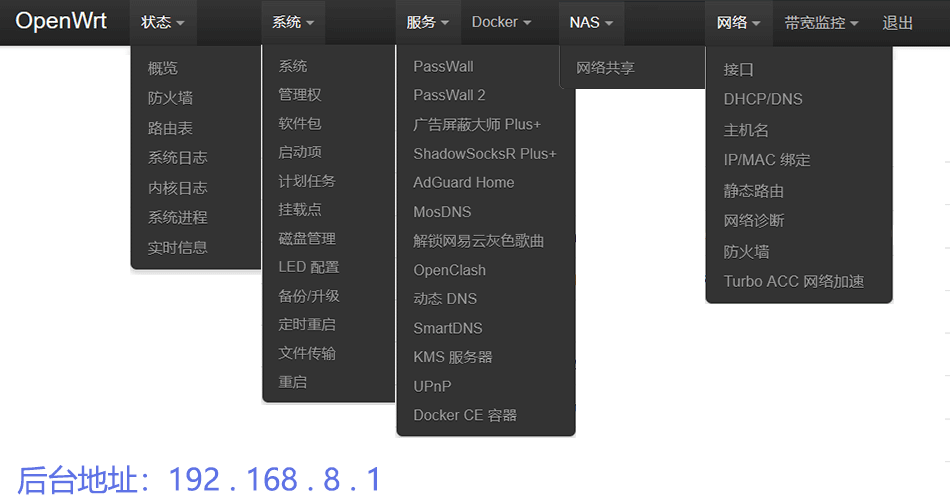 OpenWrt
状态
系统
服务
Docker
NAS
网络
带宽监控
退出
概览
防火墙
路由表
系统日志
内核日志
系统进程
实时信息
系统
管理权
软件包
启动项
计划任务
挂载点
磁盘管理
LED 配置
备份/升级
定时重启
文件传输
重启
PassWall
PassWall 2
广告屏蔽大师 Plus+
ShadowSocksR Plus+
AdGuard Home
MosDNS
解锁网易云灰色歌曲
OpenClash
动态 DNS
SmartDNS
KMS 服务器
UPnP
Docker CE 容器
网络共享
接口
DHCP/DNS
主机名
IP/MAC 绑定
静态路由
网络诊断
防火墙
Turbo ACC 网络加速
后台地址：192 . 168 . 8 . 1